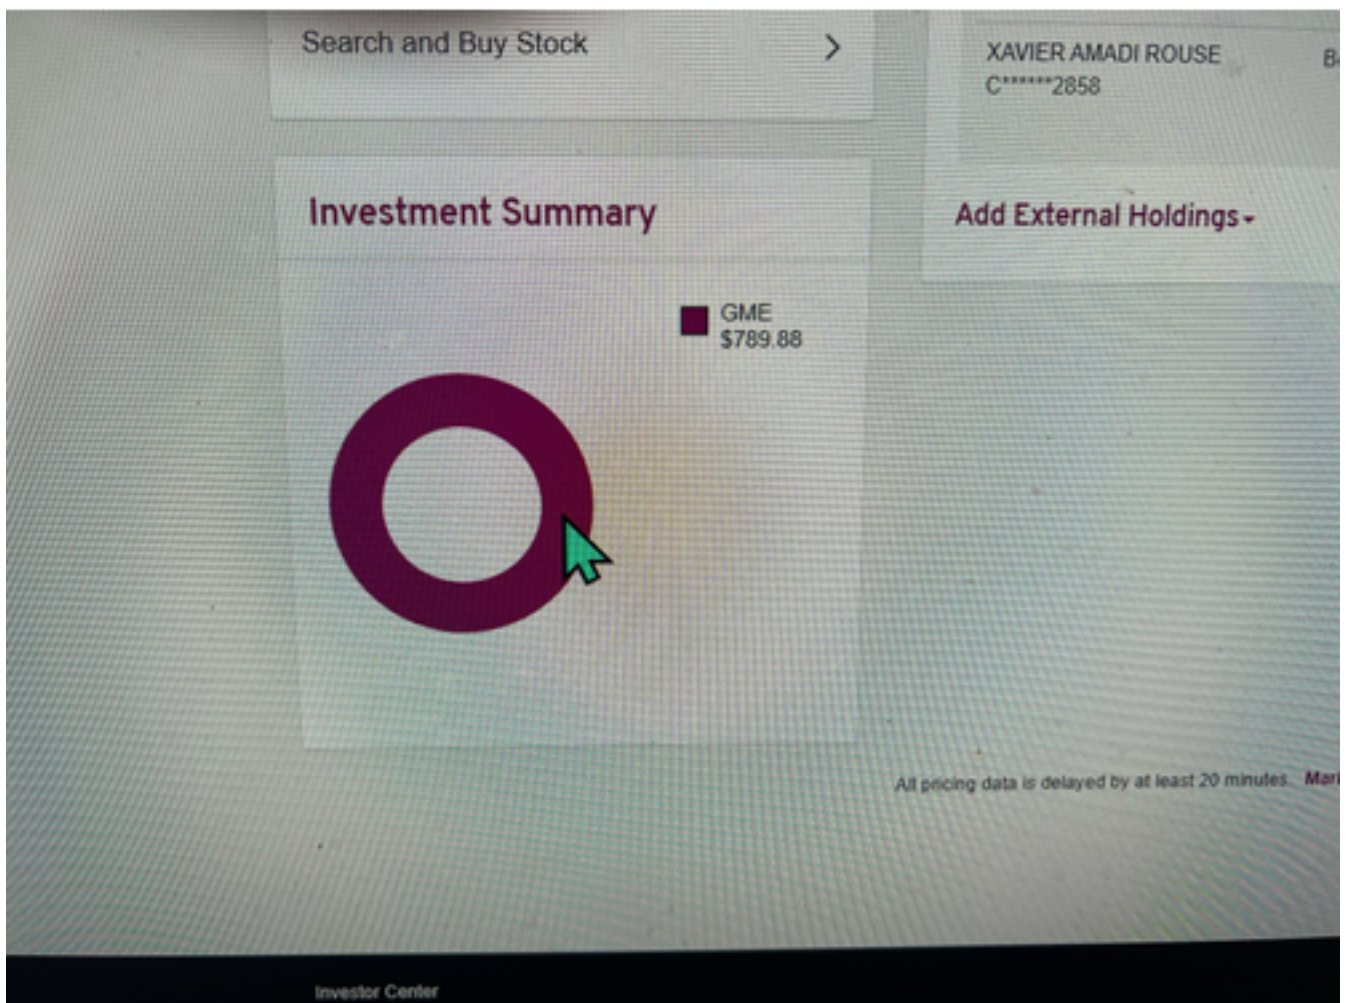 Search and Buy Stock
XAVIER AMADI ROUSE
C******2858
Investment Summary
Add External Holdings
GME
$789.88
All pricing data is delayed by at least 20 minutes.
Investor Center